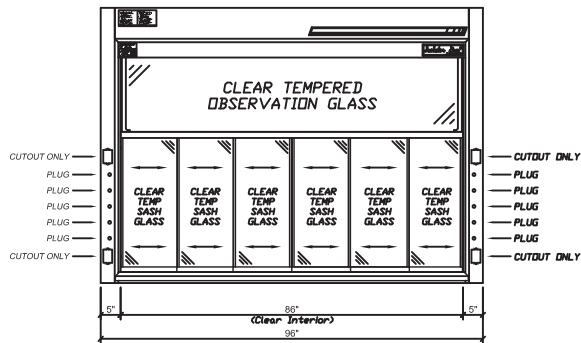 CLEAR TEMPERED
OBSERVATION GLASS
CUTOUT ONLY
PLUG
PLUG
PLUG
PLUG
PLUG
CUTOUT ONLY
CLEAR
TEMP
SASH
GLASS
CLEAR
TEMP
SASH
GLASS
CLEAR
TEMP
SASH
GLASS
CLEAR
TEMP
SASH
GLASS
CLEAR
TEMP
SASH
GLASS
CLEAR
TEMP
SASH
GLASS
CUTOUT ONLY
PLUG
PLUG
PLUG
PLUG
PLUG
CUTOUT ONLY
5" 86" 5"
(Clear Interior)
96"